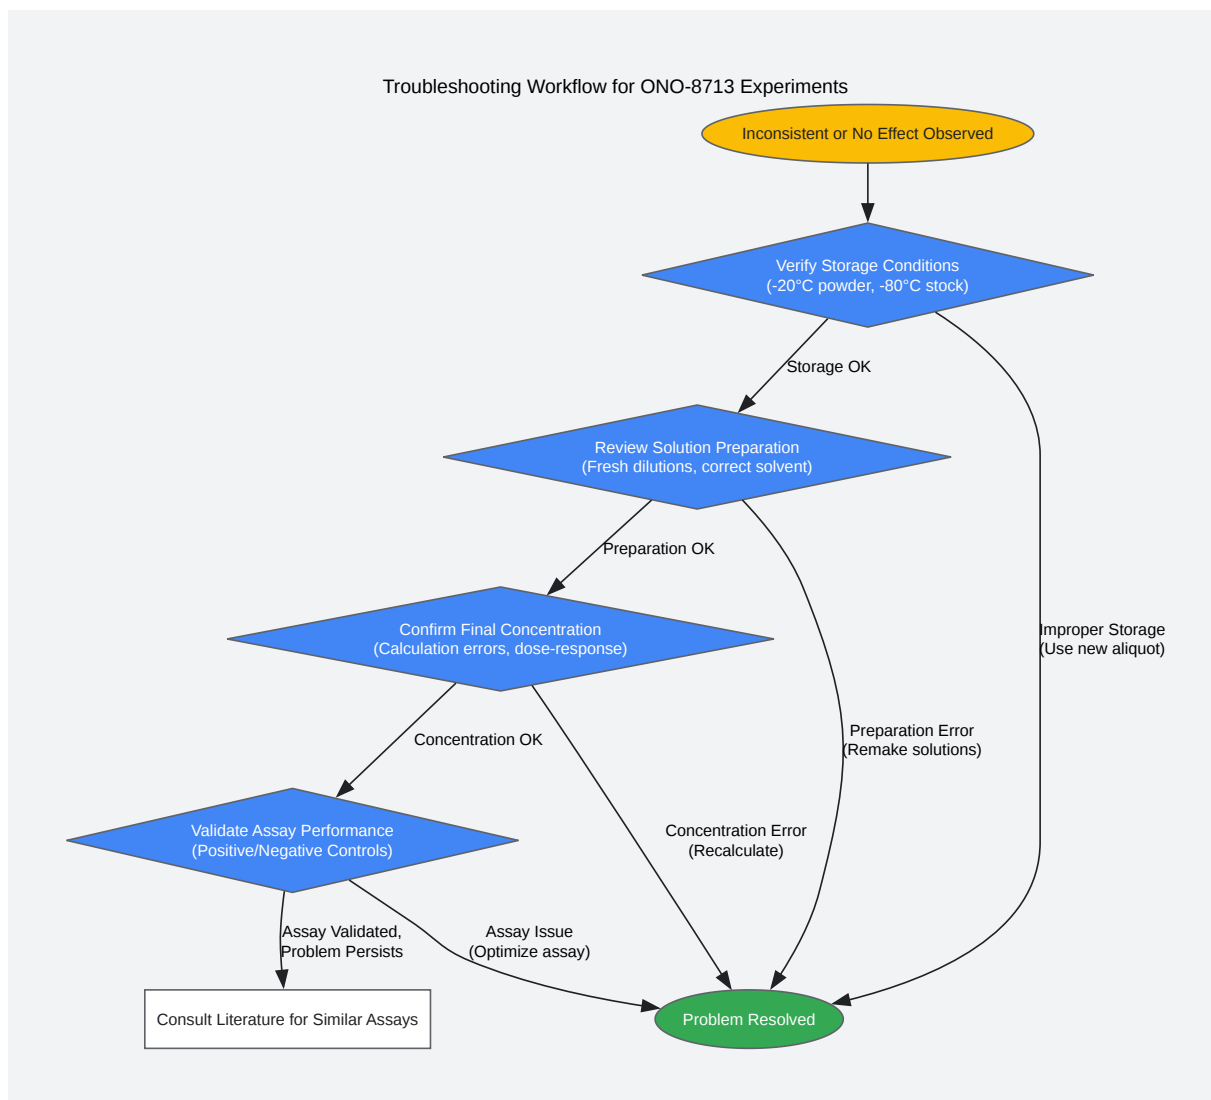 Troubleshooting Workflow for ONO-8713 Experiments
Inconsistent or No Effect Observed
Verify Storage Conditions
(-20°C powder, -80°C stock)
Storage OK
Review Solution Preparation
(Fresh dilutions, correct solvent)
Preparation OK
Confirm Final Concentration
(Calculation errors, dose-response)
Improper Storage
(Use new aliquot)
Concentration OK
Preparation Error
(Remake solutions)
Validate Assay Performance
(Positive/Negative Controls)
Concentration Error
(Recalculate)
Assay Validated,
Problem Persists
Assay Issue
(Optimize assay)
Consult Literature for Similar Assays
Problem Resolved